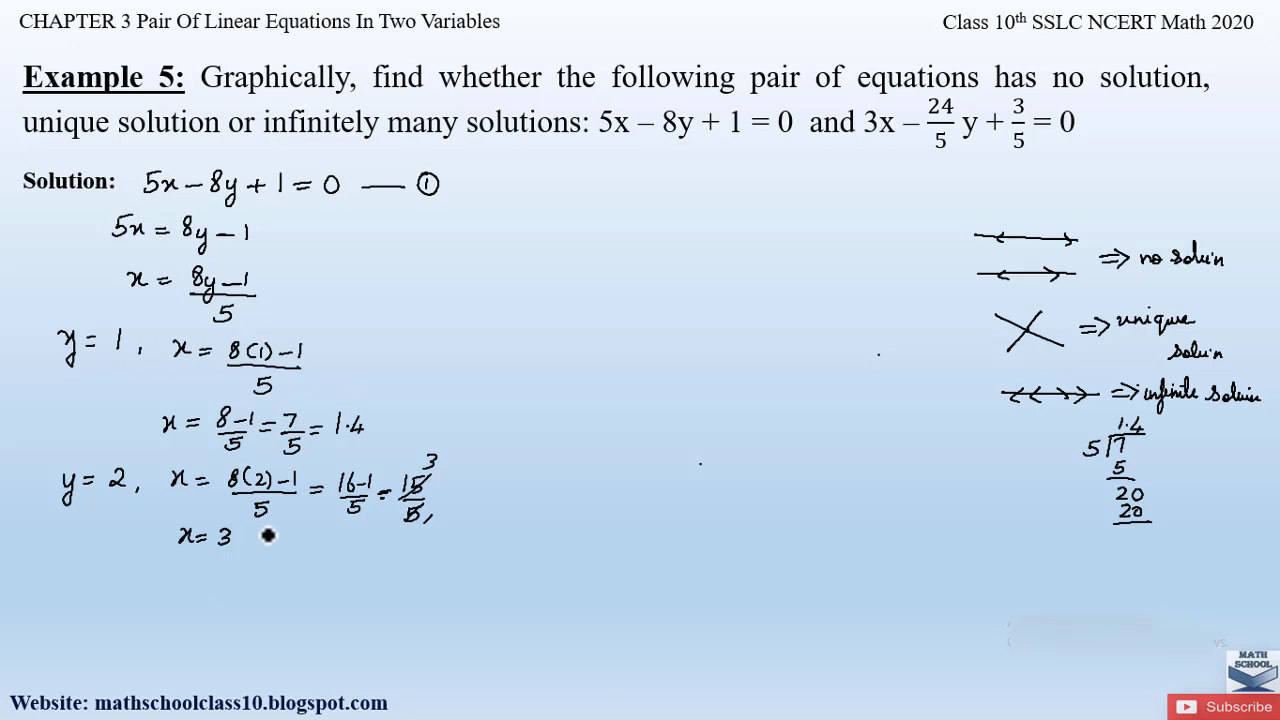 CHAPTER 3 Pair Of Linear Equations In Two Variables
Class 10th SSLC NCERT Math 2020
Example 5: Graphically, find whether the following pair of equations has no solution,
unique solution or infinitely many solutions: 5x – 8y + 1 = 0 and 3x – 24/5 y + 3/5 = 0
Solution: 5x – 8y + 1 = 0 — ①
5x = 8y – 1
x = 8y – 1 / 5
y = 1, x = 8(1) – 1 / 5
x = 8 – 1 / 5 = 7/5 = 1.4
y = 2, x = 8(2) – 1 / 5 = 16 – 1 / 5 = 15/5 3
x = 3
⇒ no soluin
⇒ unique
soluin
⇒ infinite soluin
1.4
5 7
5
20
20
vs.
MATH
SCHOOL
Website: mathschoolclass10.blogspot.com
Subscribe